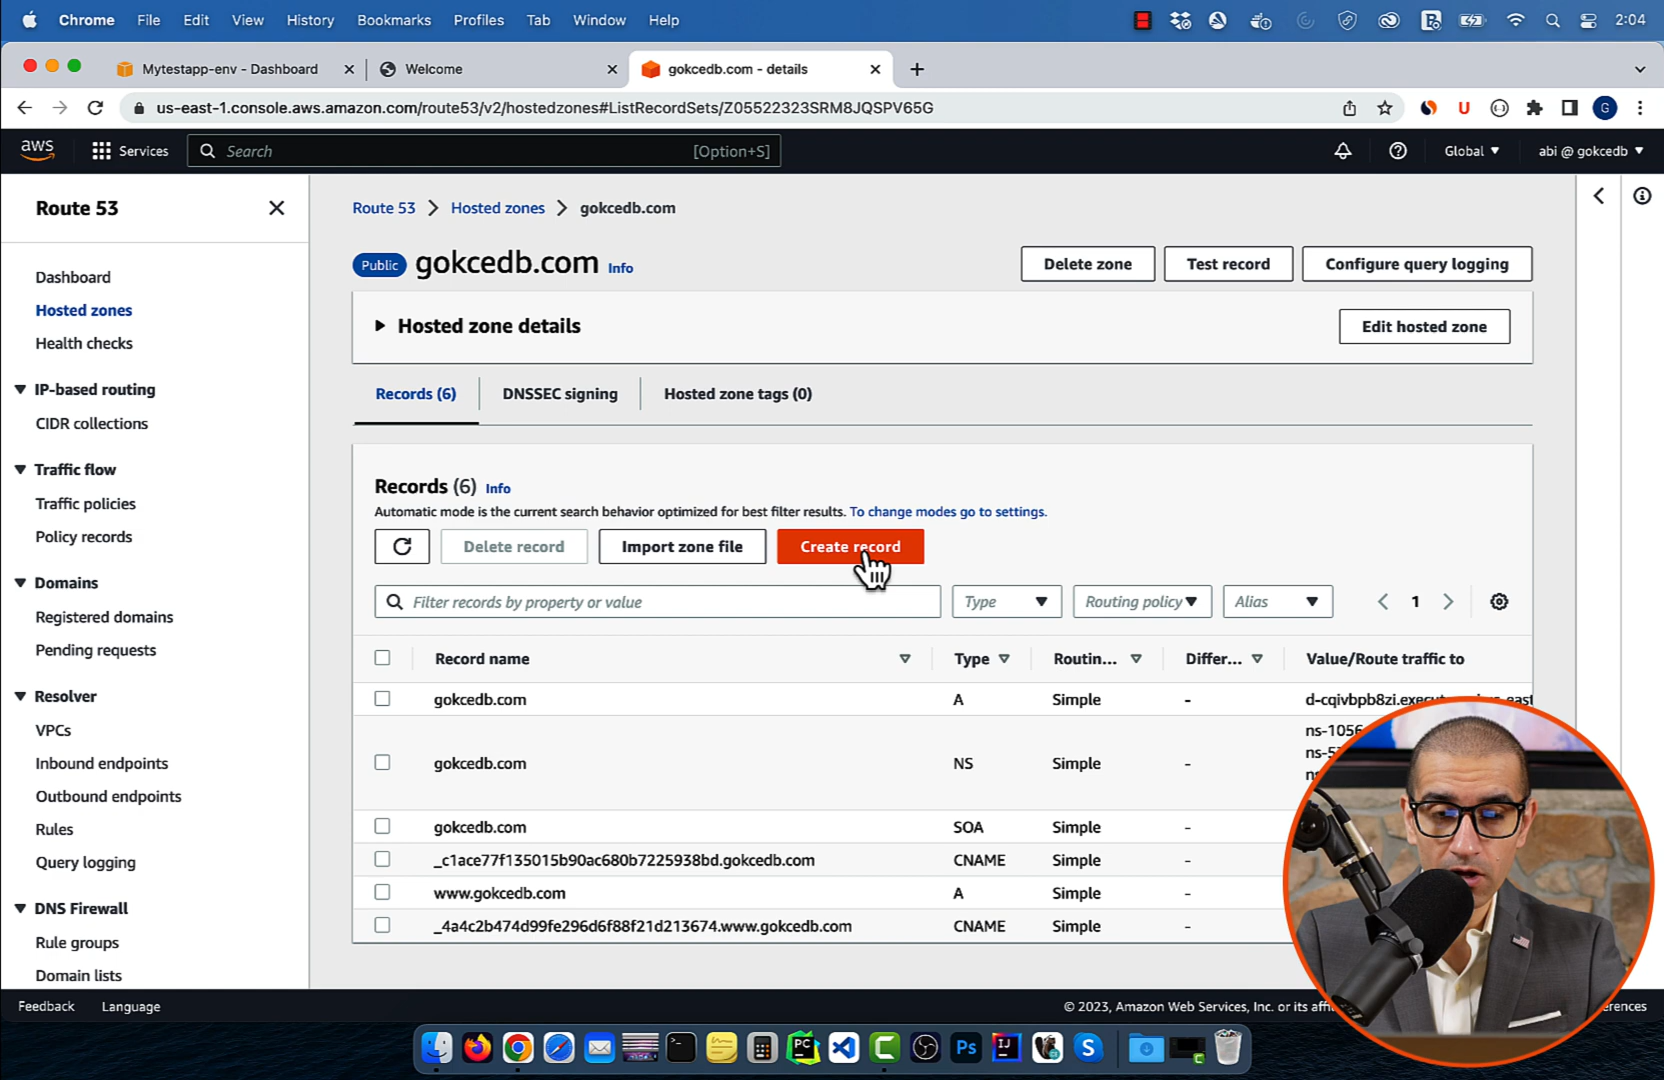 Chrome File Edit View History Bookmarks Profiles Tab Window Help 2:04
Mytestapp-env - Dashboard Welcome gokcedb.com - details
us-east-1.console.aws.amazon.com/route53/v2/hostedzones#ListRecordSets/Z05522323SRM8JQSPV65G
U G
aws Services Search [Option+S] Global abi @ gokcedb
Route 53
Dashboard
Hosted zones
Health checks
IP-based routing
CIDR collections
Traffic flow
Traffic policies
Policy records
Domains
Registered domains
Pending requests
Resolver
VPCs
Inbound endpoints
Outbound endpoints
Rules
Query logging
DNS Firewall
Rule groups
Domain lists
Route 53 > Hosted zones > gokcedb.com
Public gokcedb.com Info
Delete zone Test record Configure query logging
Hosted zone details Edit hosted zone
Records (6) DNSSEC signing Hosted zone tags (0)
Records (6) Info
Automatic mode is the current search behavior optimized for best filter results. To change modes go to settings.
Delete record Import zone file Create record
Filter records by property or value Type Routing policy Alias 1
Record name Type Routin... Differ... Value/Route traffic to
gokcedb.com A Simple -
gokcedb.com NS Simple - ns-1056
gokcedb.com SOA Simple -
_c1ace77f135015b90ac680b7225938bd.gokcedb.com CNAME Simple -
www.gokcedb.com A Simple -
_4a4c2b474d99fe296d6f88f21d213674.www.gokcedb.com CNAME Simple -
Feedback Language © 2023, Amazon Web Services, Inc. or its
PC C Ps IJ S